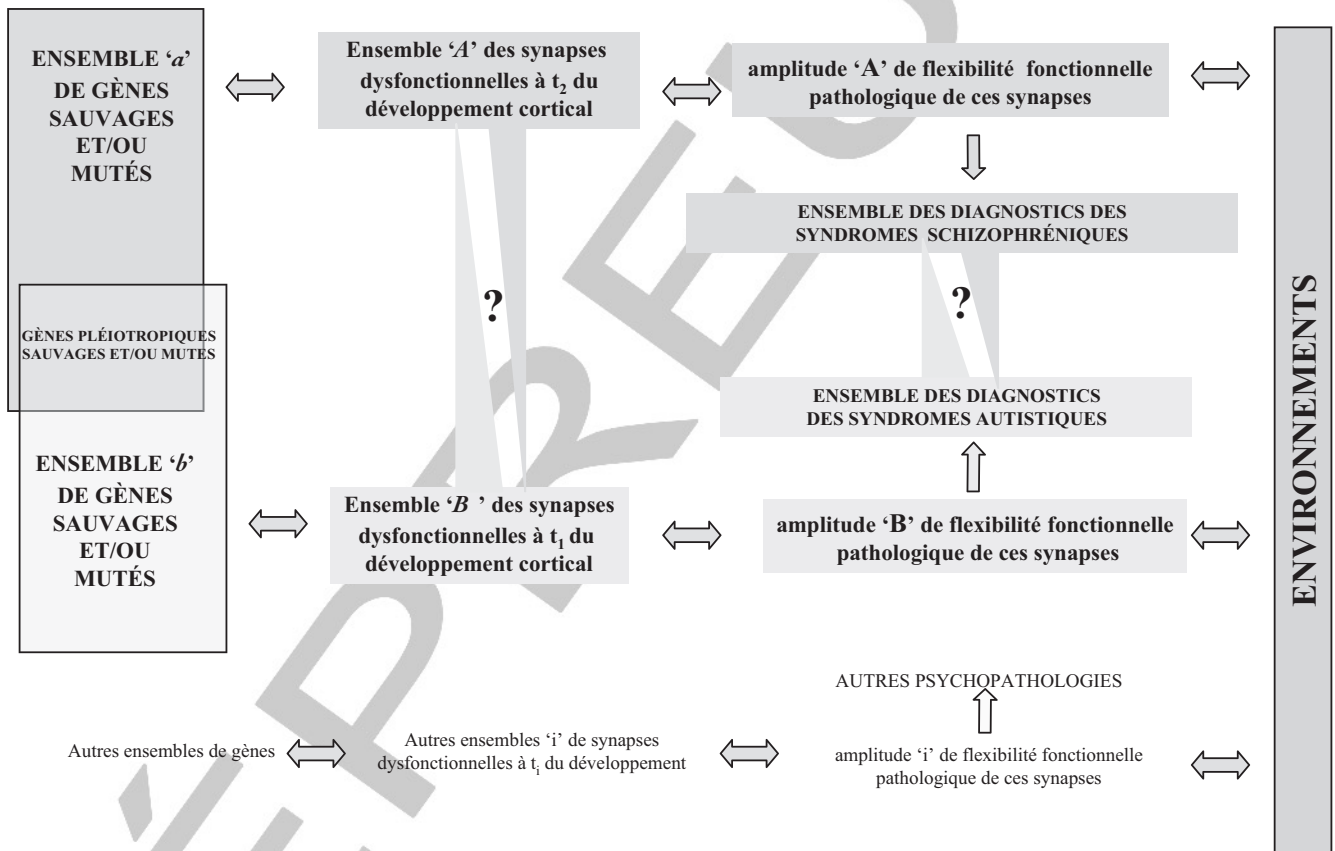 ENSEMBLE ‘a’
DE GÈNES
SAUVAGES
ET/OU
MUTÉS
Ensemble ‘A’ des synapses
dysfonctionnelles à t2 du
développement cortical
amplitude ‘A’ de flexibilité fonctionnelle
pathologique de ces synapses
ENSEMBLE DES DIAGNOSTICS DES
SYNDROMES SCHIZOPHRÉNIQUES
?
?
GÈNES PLÉIOTROPIQUES
SAUVAGES ET/OU MUTES
ENSEMBLE DES DIAGNOSTICS
DES SYNDROMES AUTISTIQUES
ENSEMBLE ‘b’
DE GÈNES
SAUVAGES
ET/OU
MUTÉS
Ensemble ‘B ’ des synapses
dysfonctionnelles à t1 du
développement cortical
amplitude ‘B’ de flexibilité fonctionnelle
pathologique de ces synapses
AUTRES PSYCHOPATHOLOGIES
Autres ensembles de gènes
Autres ensembles ‘i’ de synapses
dysfonctionnelles à ti du développement
amplitude ‘i’ de flexibilité fonctionnelle
pathologique de ces synapses
ENVIRONNEMENTS